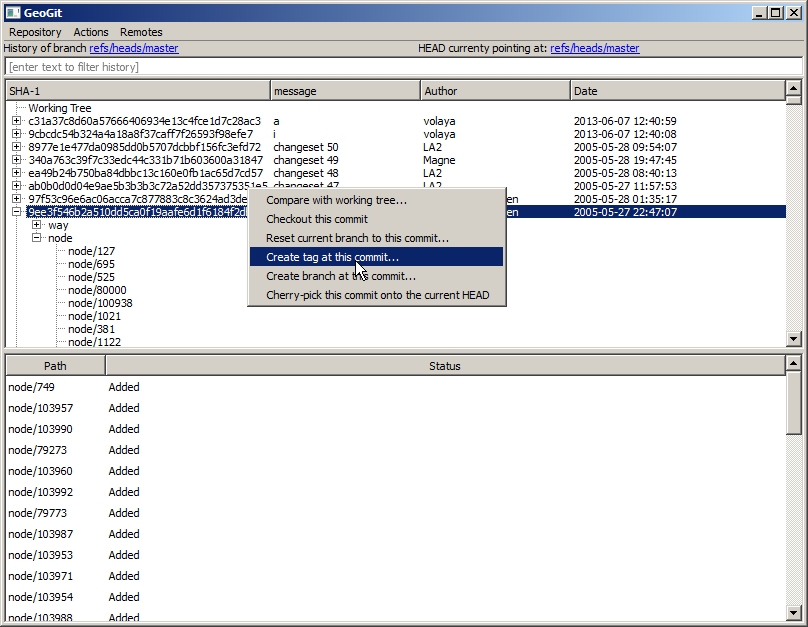 GeoGit
Repository Actions Remotes
History of branch refs/heads/master HEAD currenty pointing at: refs/heads/master
[enter text to filter history]
SHA-1 message Author Date
Working Tree
c31a37c8d60a57666406934e13c4fce1d7c28ac3 a volaya 2013-06-07 12:40:59
9cbcdc54b324a4a18a8f37caff7f26593f98efe7 i volaya 2013-06-07 12:40:08
8977e1e477da0985dd0b5707dcbbf156fc3efd72 changeset 50 LA2 2005-05-28 09:54:07
340a763c39f7c33edc44c331b71b603600a31847 changeset 49 Magne 2005-05-28 19:47:45
ea49b24b750ba84dbbc13c160e0fb1ac65d7cd57 changeset 48 LA2 2005-05-28 08:40:13
ab0b0d0d04e9ae5b3b3b3c72a52dd357375351e5 changeset 47 LA2 2005-05-27 11:57:53
97f53c96e6ac06acca7c877883c8c3624ad3de en 2005-05-28 01:35:17
9ee3f546b2a510dd5ca0f19aafe6d1f6184f2d 2005-05-27 22:47:07
way
node
node/127
node/695
node/525
node/80000
node/100938
node/1021
node/381
node/1122
Compare with working tree...
Checkout this commit
Reset current branch to this commit...
Create tag at this commit...
Create branch at this commit...
Cherry-pick this commit onto the current HEAD
Path Status
node/749 Added
node/103957 Added
node/103990 Added
node/79273 Added
node/103960 Added
node/103992 Added
node/79773 Added
node/103987 Added
node/103953 Added
node/103971 Added
node/103954 Added
node/103988 Added